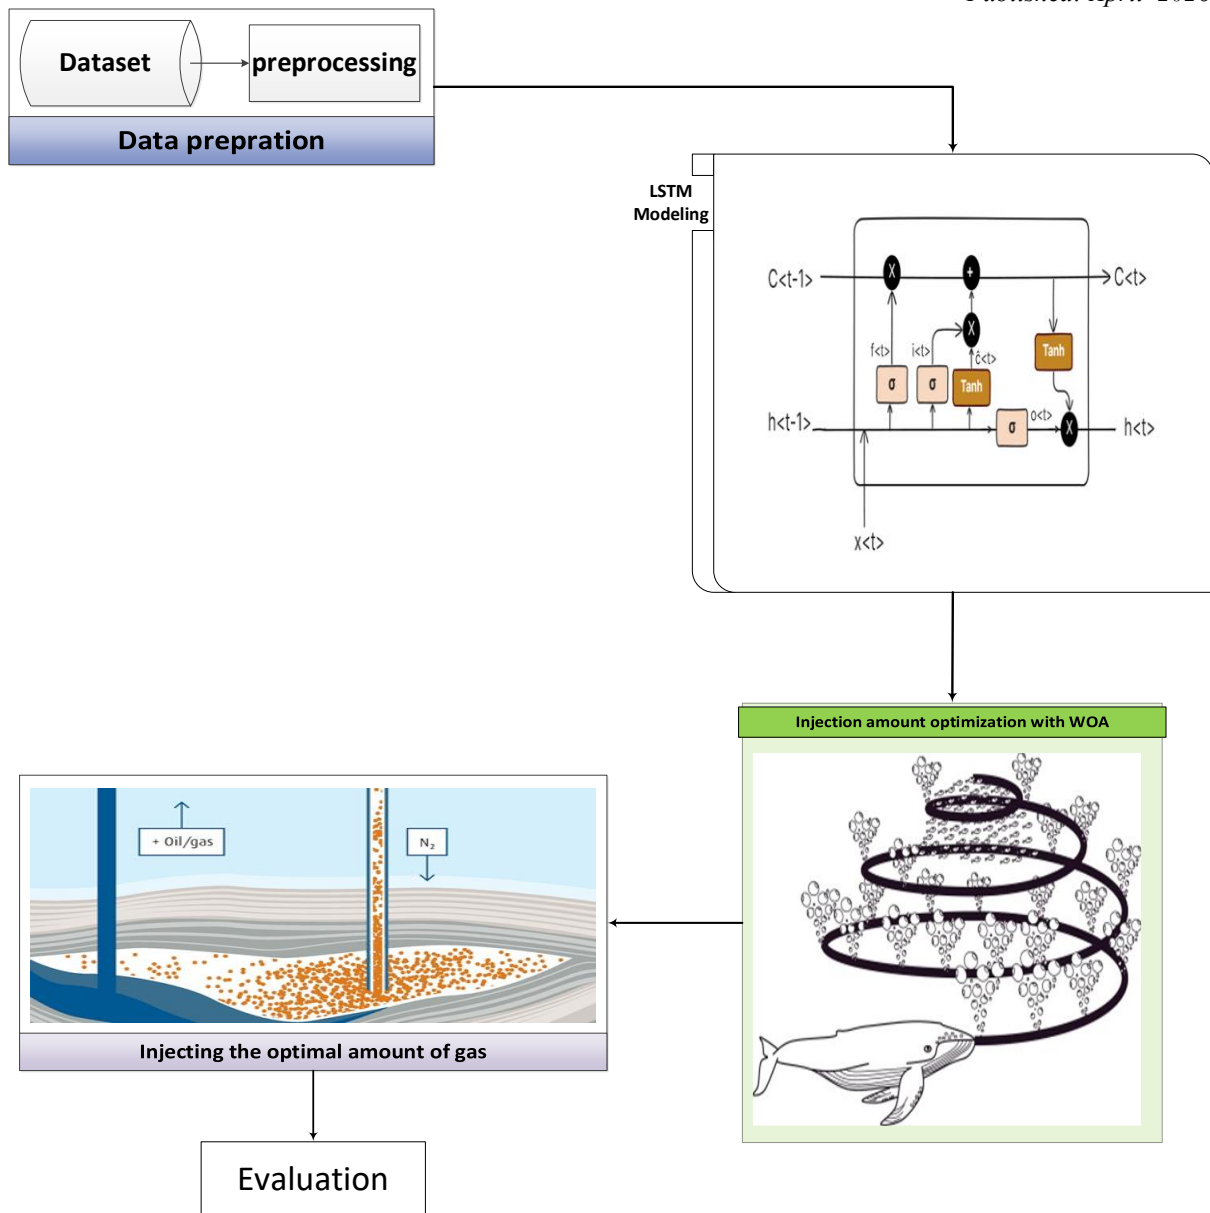 Dataset
preprocessing
Data prepration
LSTM
Modeling
C<t-1>
X
+
C<t>
f<t>
i<t>
X
ĉ<t>
Tanh
σ
σ
Tanh
h<t-1>
σ
o<t>
X
h<t>
x<t>
Injection amount optimization with WOA
+ Oil/gas
N₂
Injecting the optimal amount of gas
Evaluation